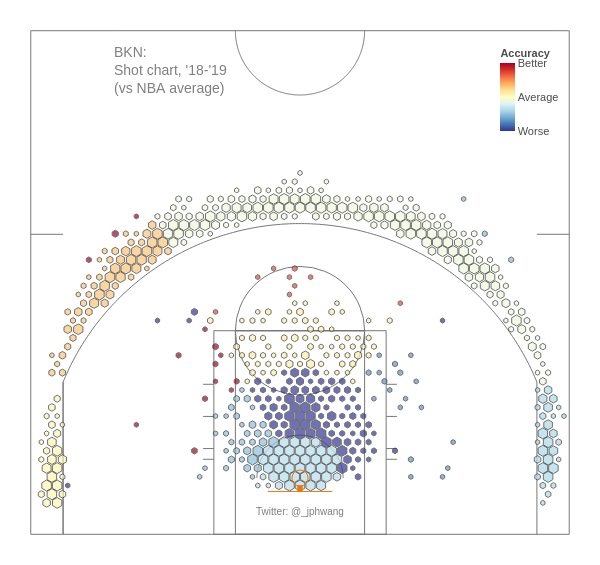 BKN:
Shot chart, '18-'19
(vs NBA average)
Accuracy
Better
Average
Worse
Twitter: @_jphwang